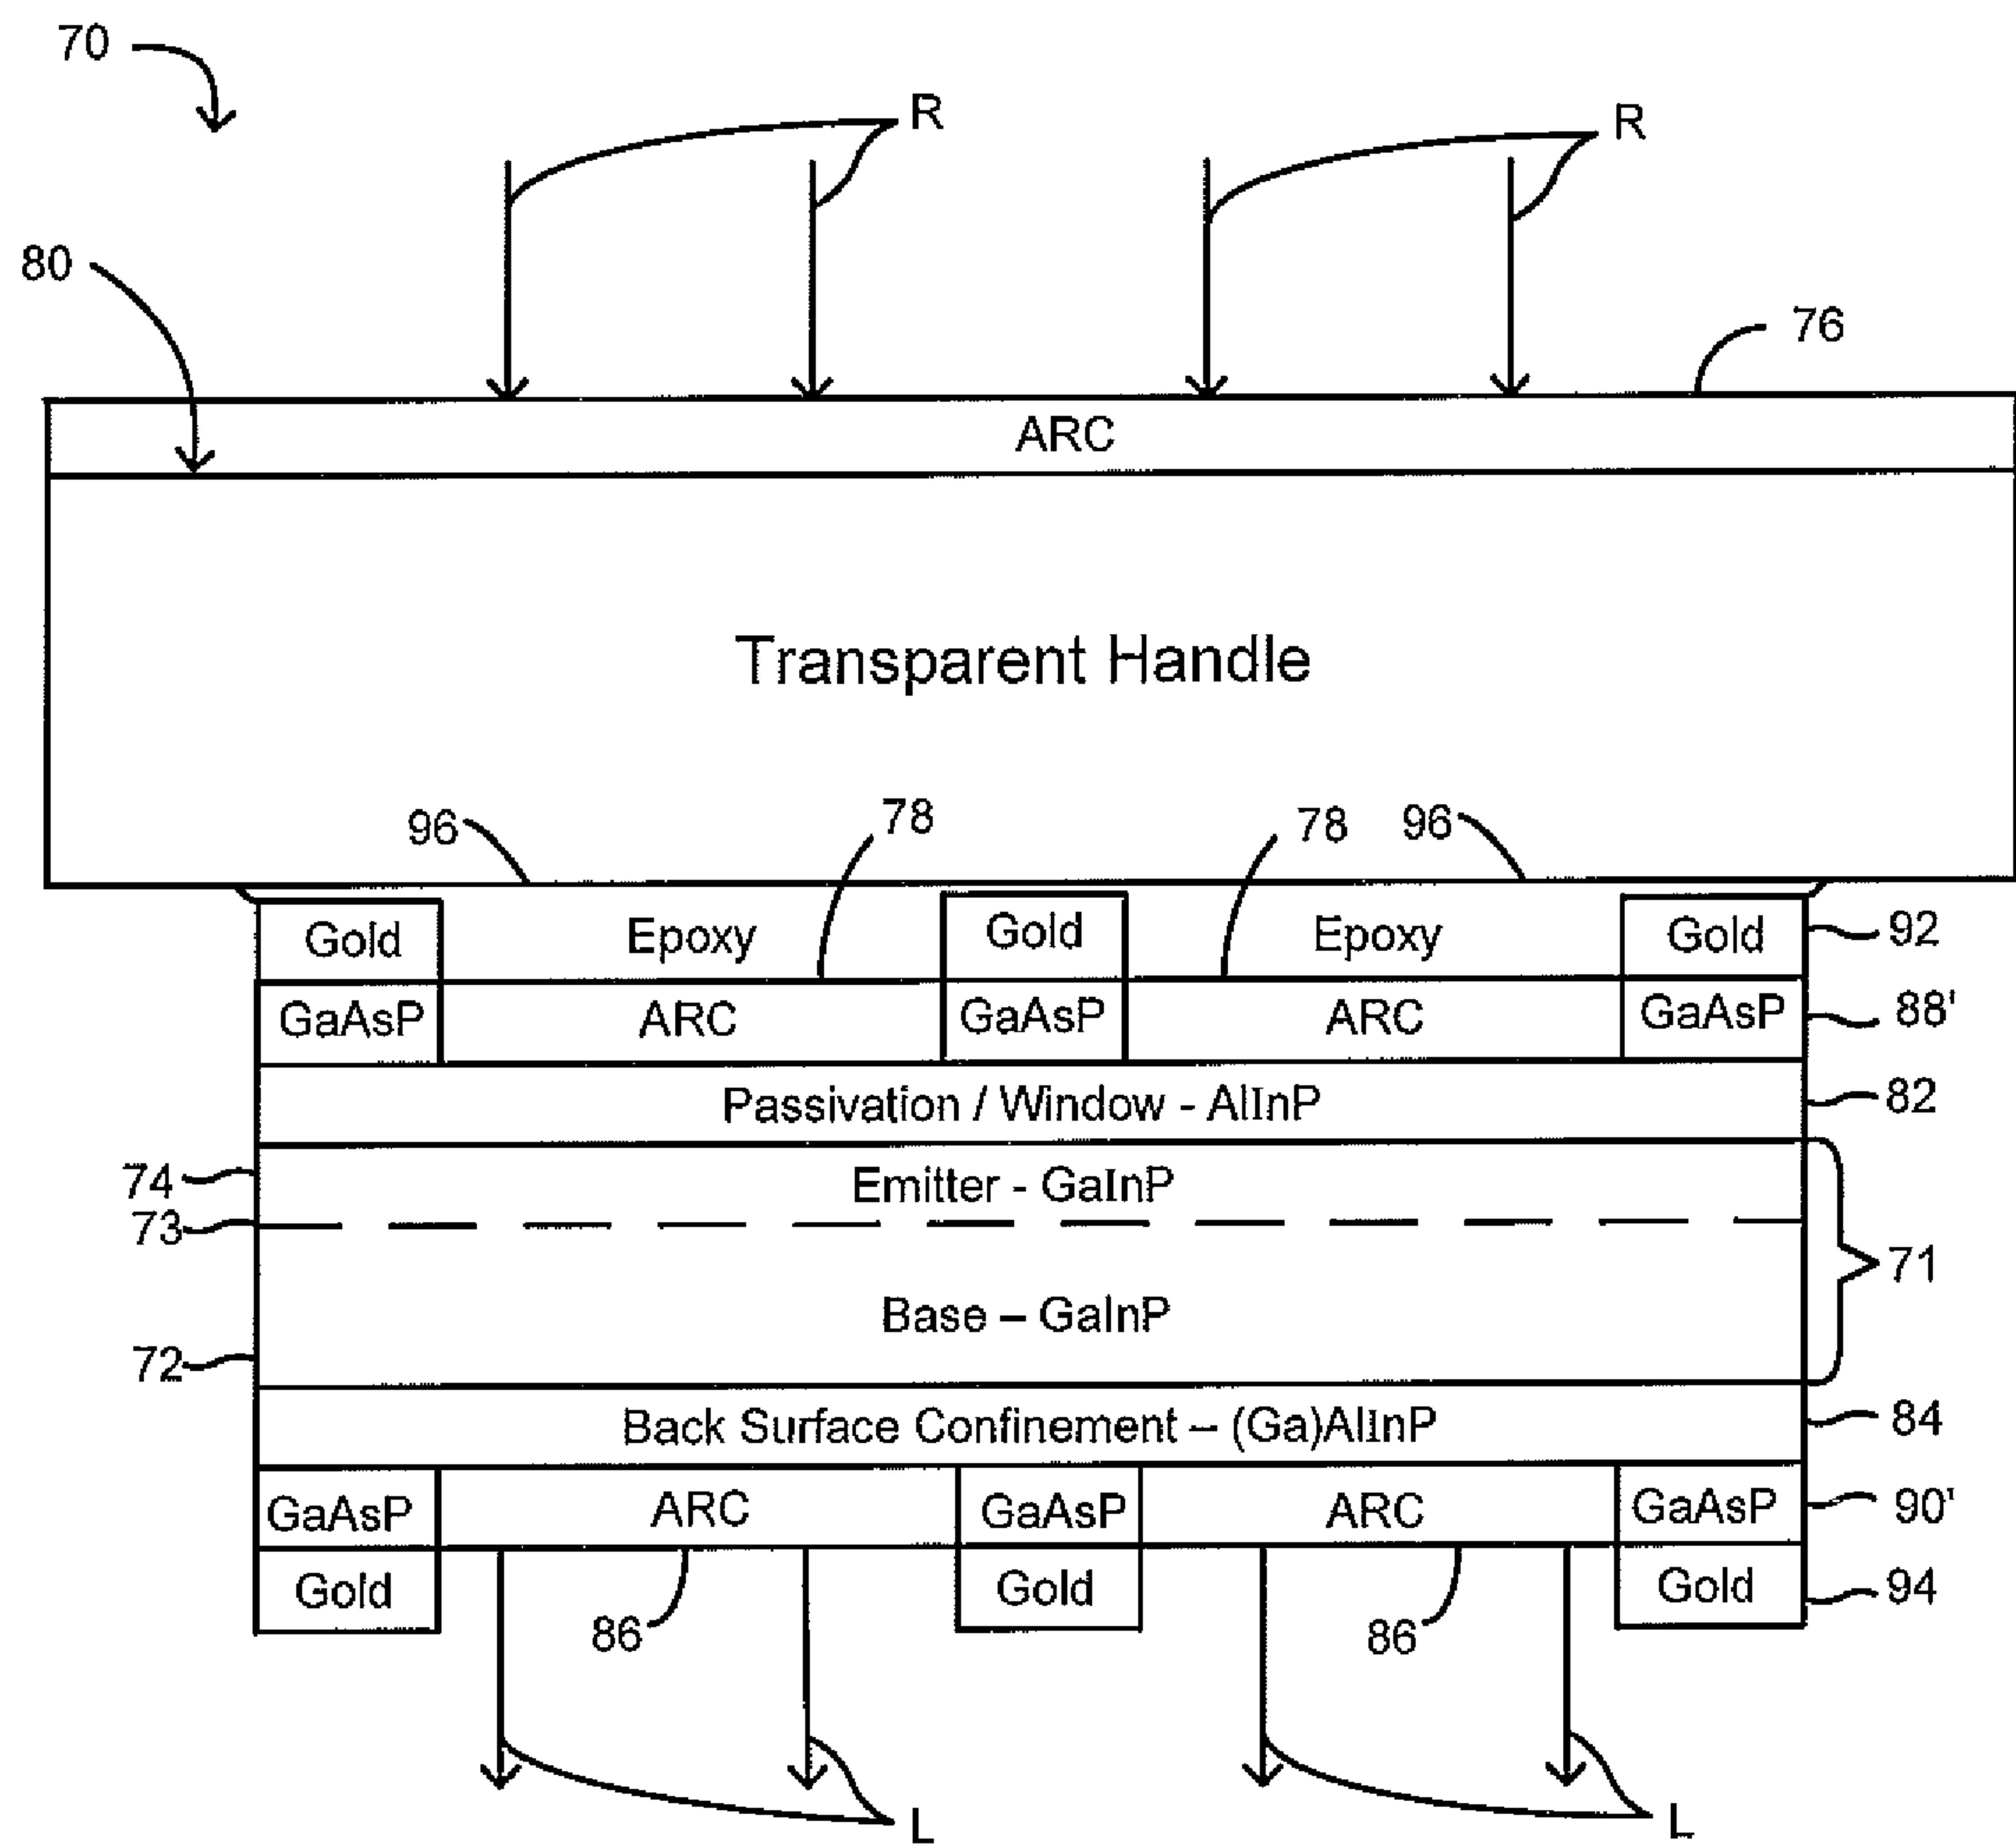 70
R R
80
76
ARC
Transparent Handle
96 78 78 96
Gold Epoxy Gold Epoxy Gold 92
GaAsP ARC GaAsP ARC GaAsP 88'
Passivation / Window - AlInP 82
74 Emitter - GaInP
73
71
Base – GaInP
72
Back Surface Confinement – (Ga)AlInP 84
GaAsP ARC GaAsP ARC GaAsP 90'
Gold Gold Gold 94
86 86
L L